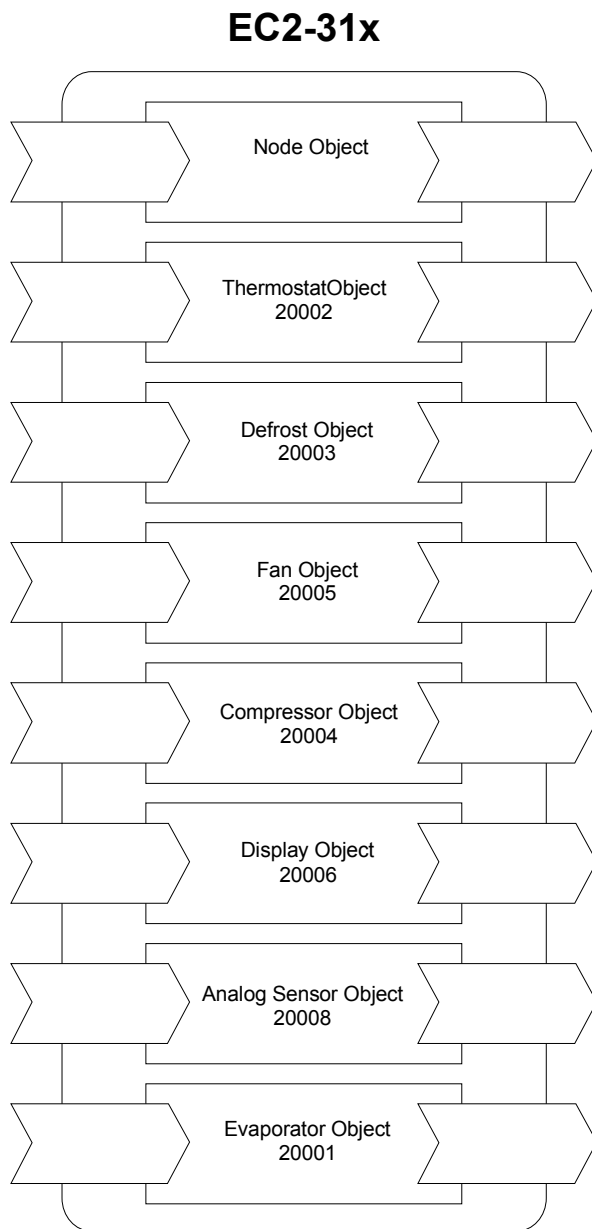 EC2-31x
Node Object
ThermostatObject
20002
Defrost Object
20003
Fan Object
20005
Compressor Object
20004
Display Object
20006
Analog Sensor Object
20008
Evaporator Object
20001